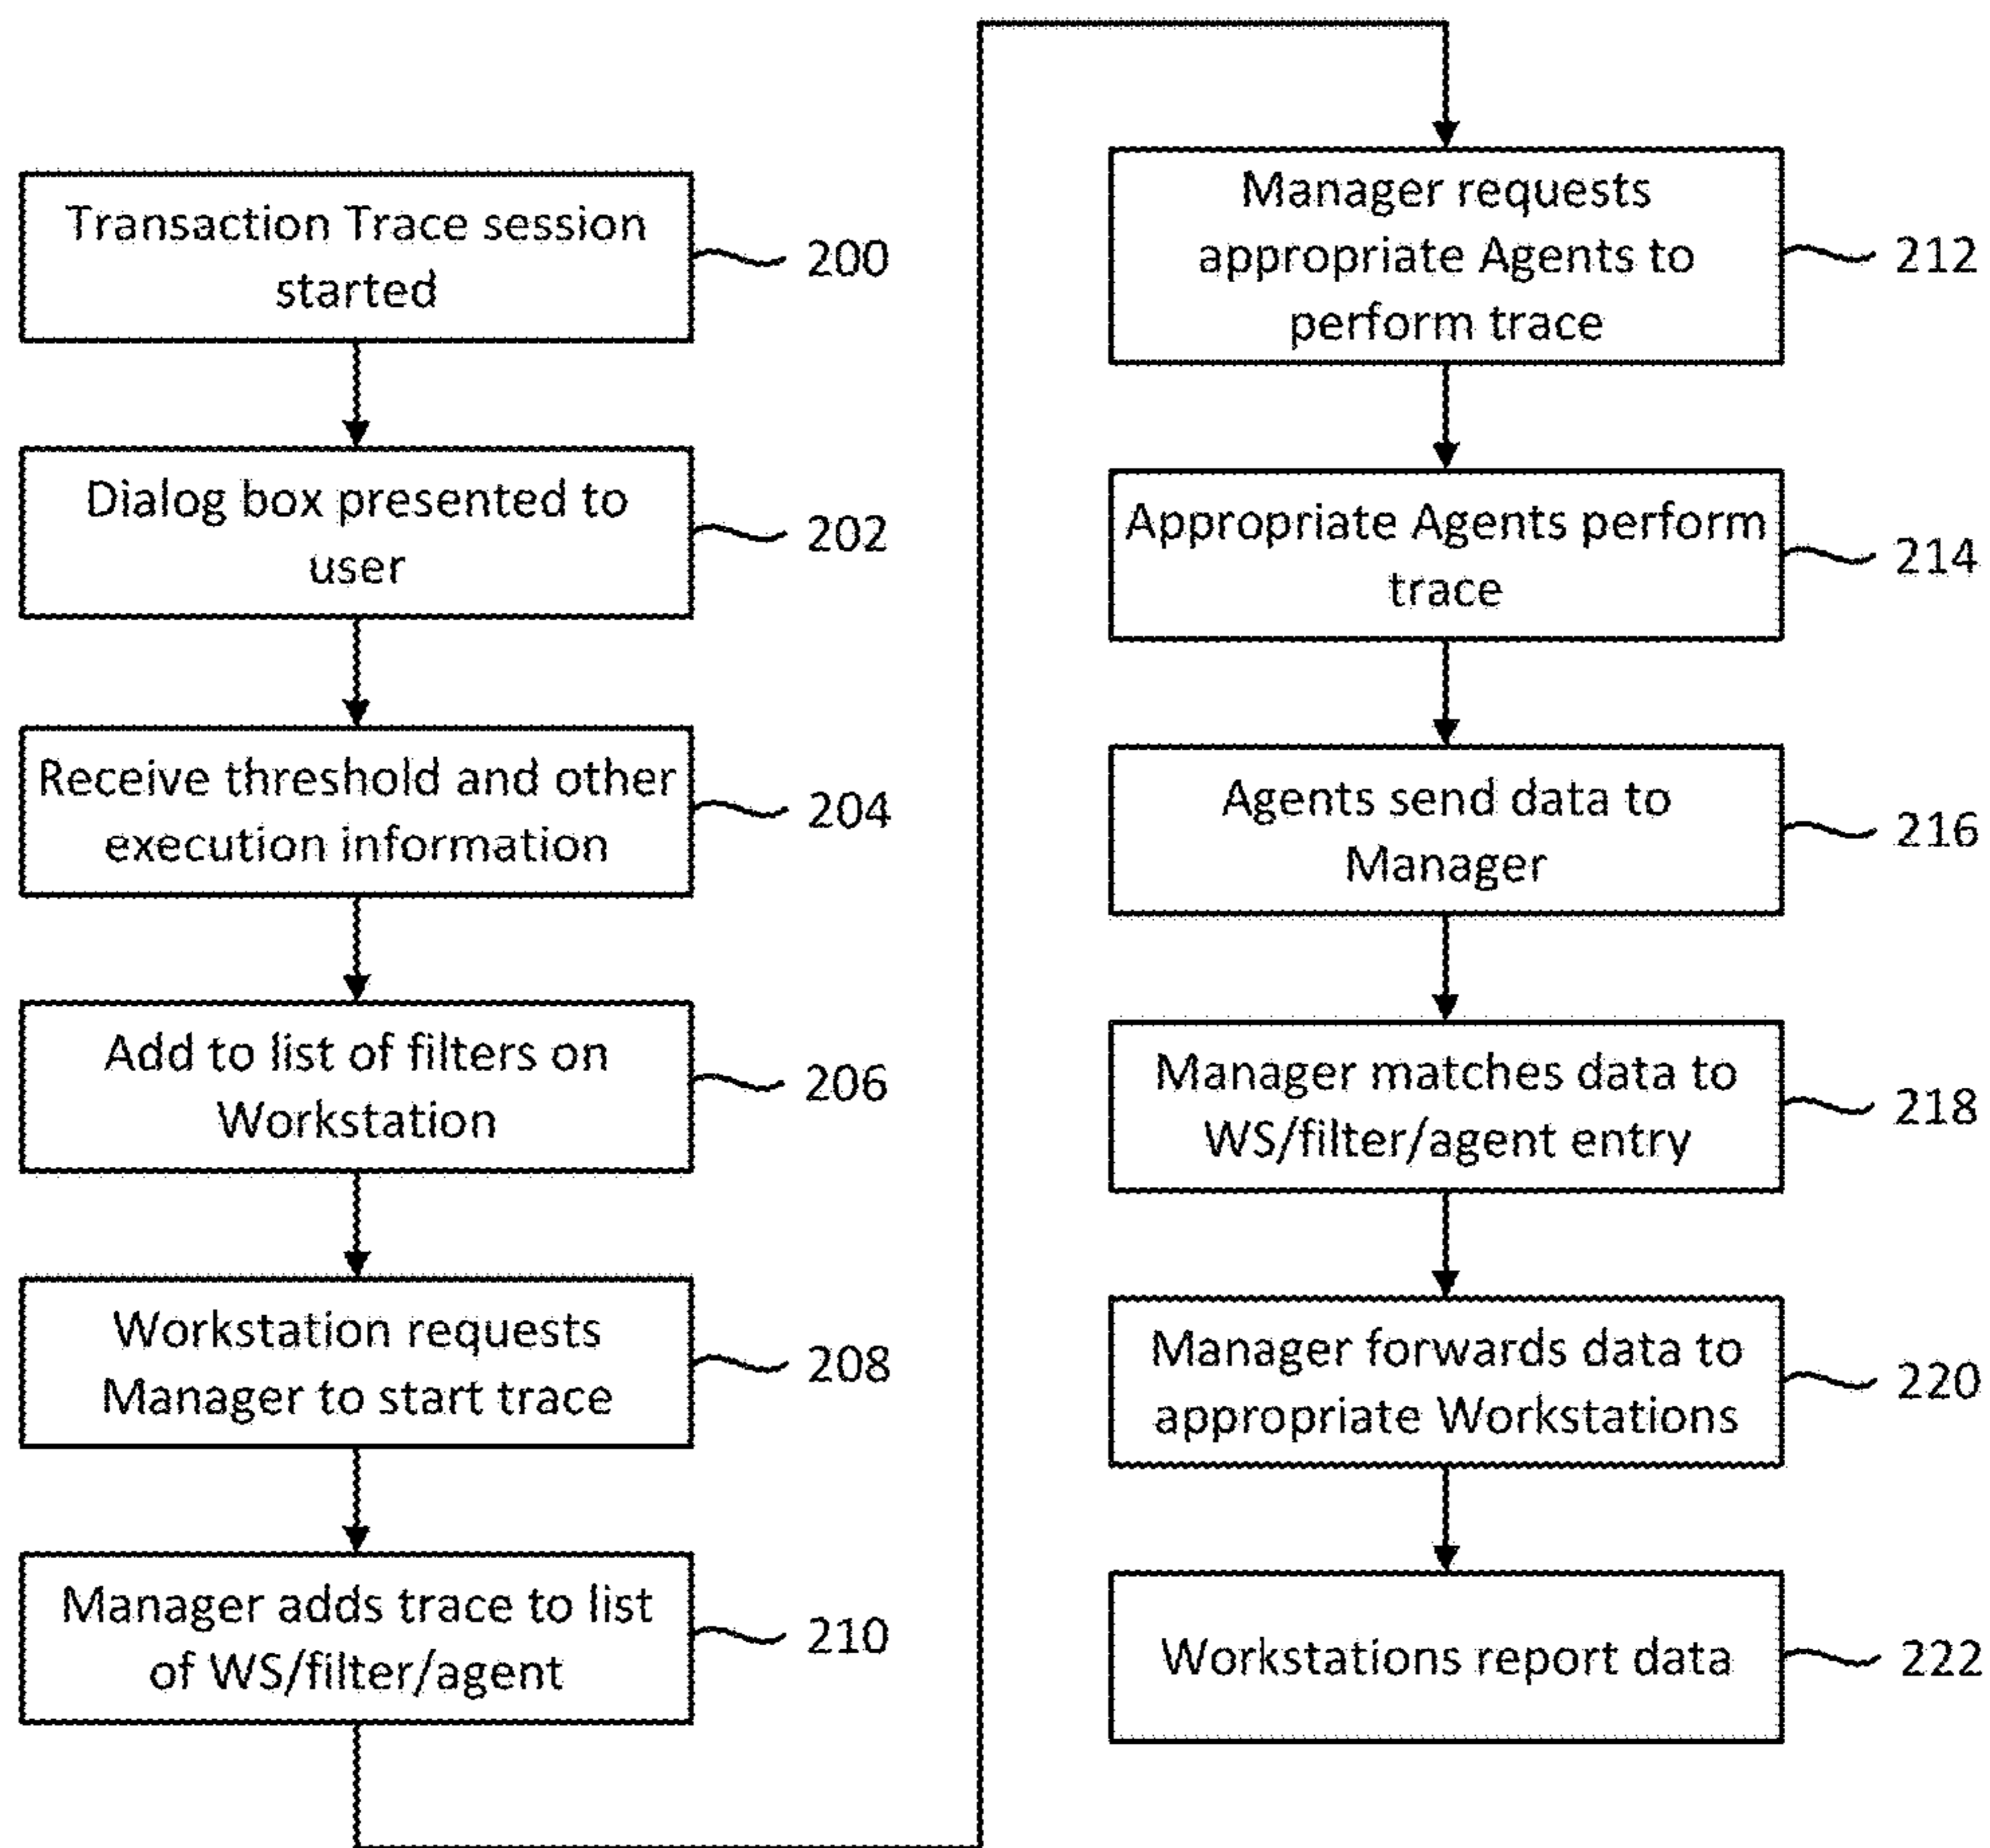 Transaction Trace session
started
200
Dialog box presented to
user
202
Receive threshold and other
execution information
204
Add to list of filters on
Workstation
206
Workstation requests
Manager to start trace
208
Manager adds trace to list
of WS/filter/agent
210
Manager requests
appropriate Agents to
perform trace
212
Appropriate Agents perform
trace
214
Agents send data to
Manager
216
Manager matches data to
WS/filter/agent entry
218
Manager forwards data to
appropriate Workstations
220
Workstations report data
222